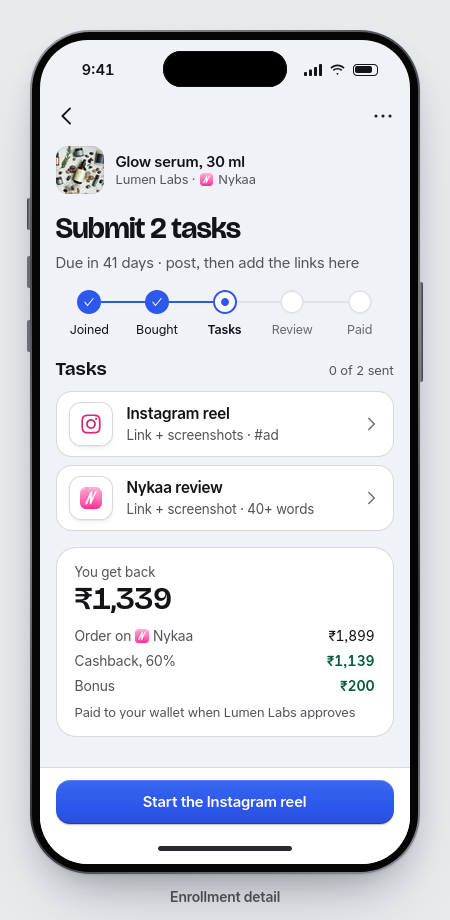 9:41
Glow serum, 30 ml
Lumen Labs · Nykaa
Submit 2 tasks
Due in 41 days · post, then add the links here
Joined Bought Tasks Review Paid
Tasks 0 of 2 sent
Instagram reel
Link + screenshots · #ad
Nykaa review
Link + screenshot · 40+ words
You get back
₹1,339
Order on Nykaa ₹1,899
Cashback, 60% ₹1,139
Bonus ₹200
Paid to your wallet when Lumen Labs approves
Start the Instagram reel
Enrollment detail